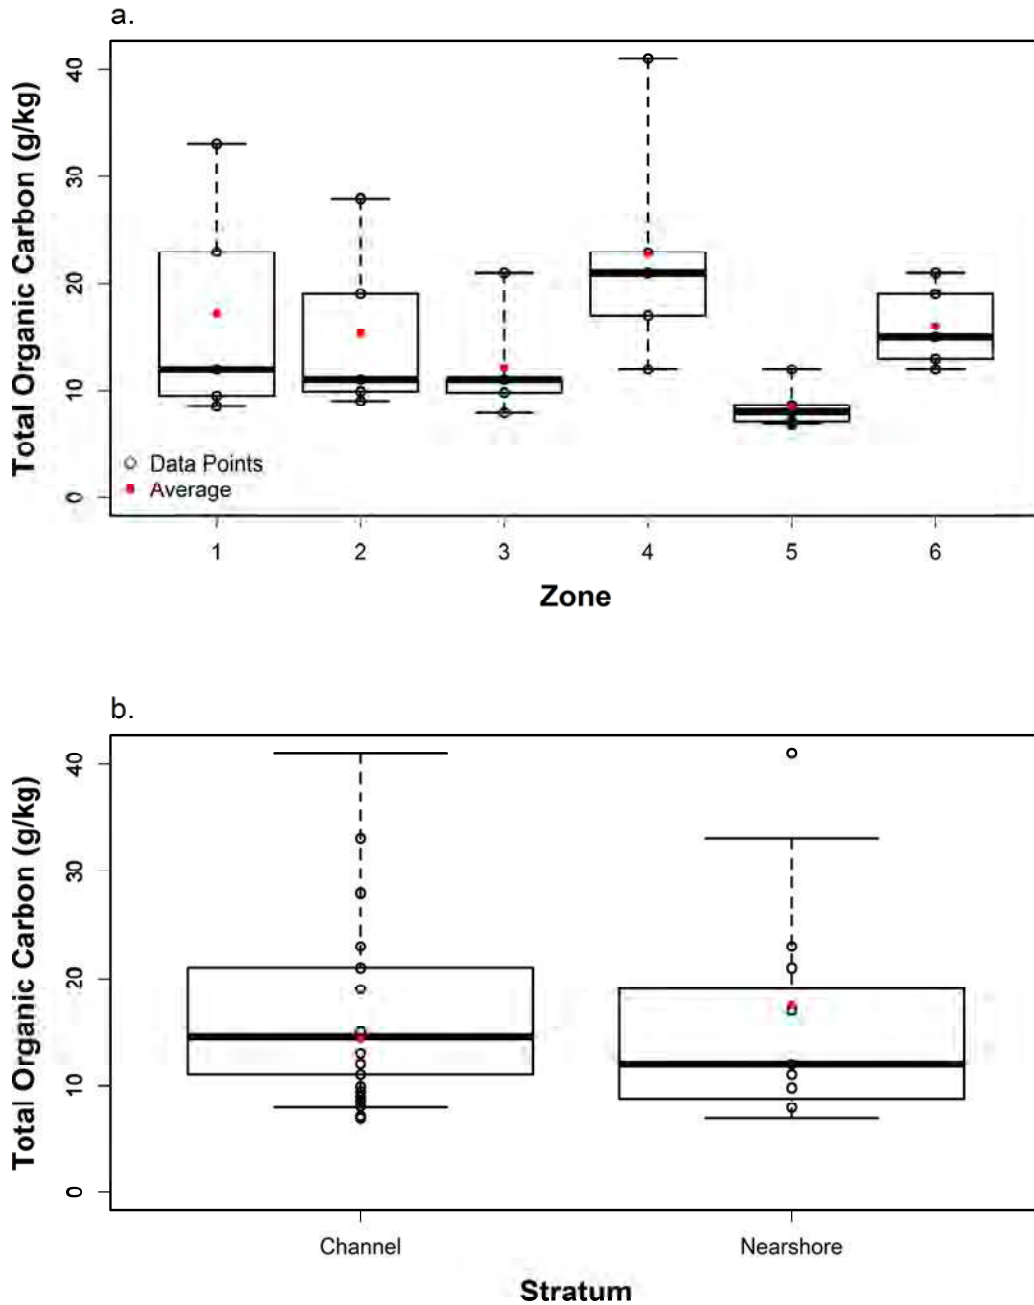 a.
Total Organic Carbon (g/kg)
40
30
20
10
0
Data Points
Average
1 2 3 4 5 6
Zone
b.
Total Organic Carbon (g/kg)
40
30
20
10
0
Channel Nearshore
Stratum